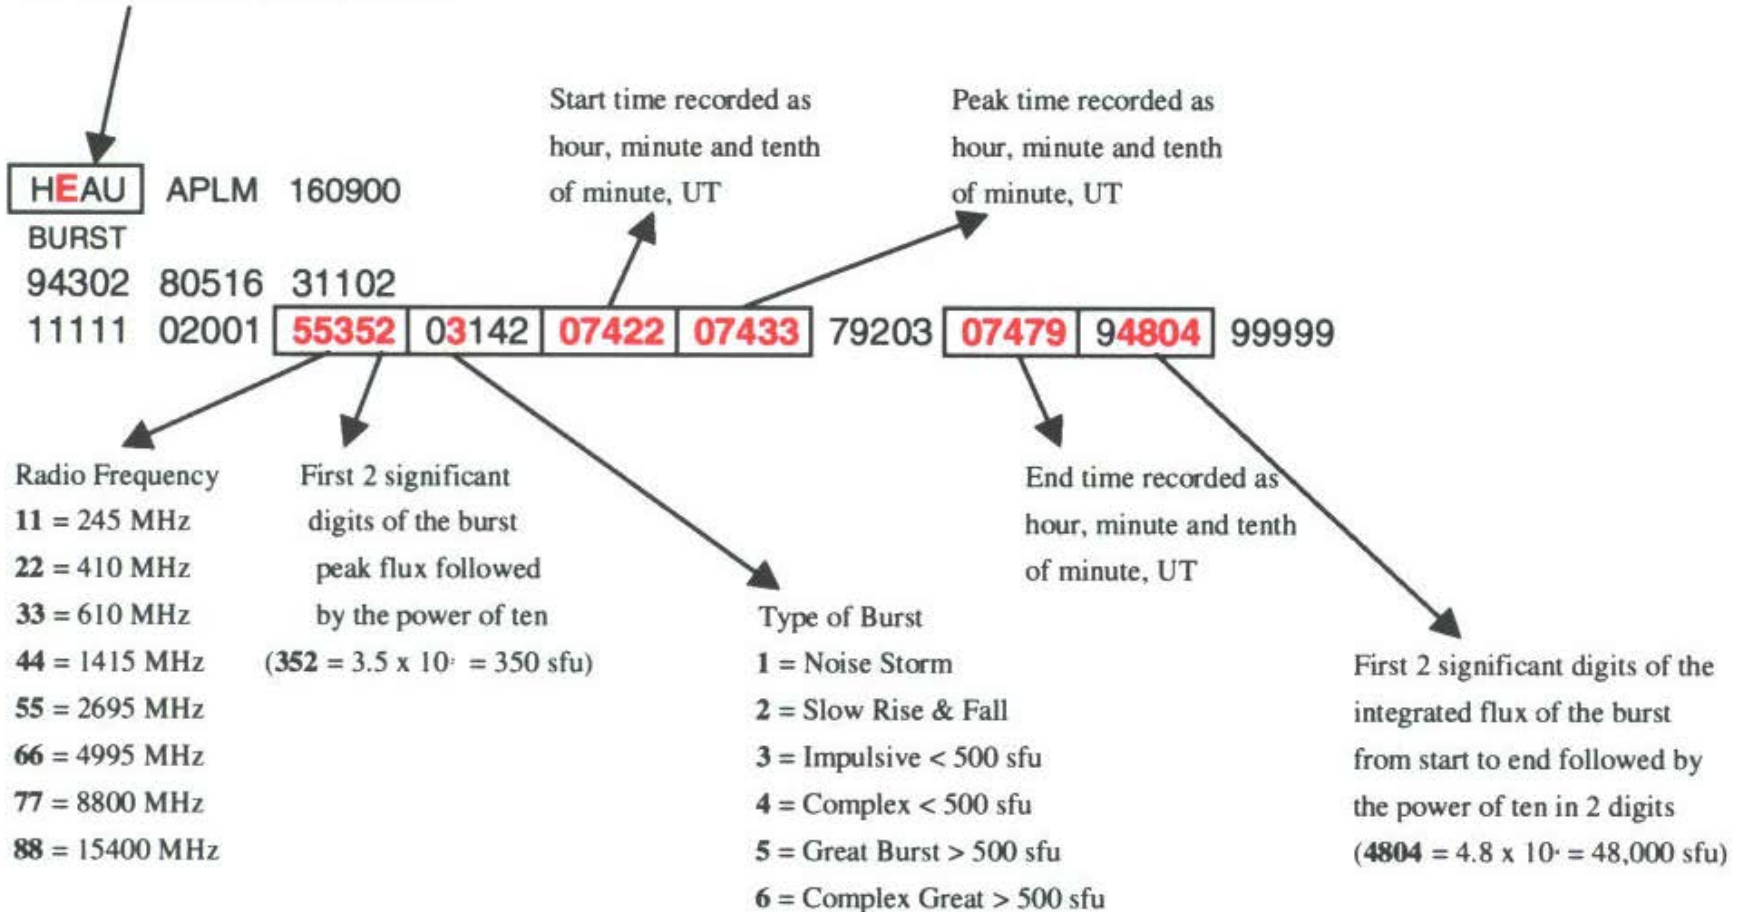 Start time recorded as
hour, minute and tenth
of minute, UT
Peak time recorded as
hour, minute and tenth
of minute, UT
HEAU APLM 160900
BURST
94302 80516 31102
11111 02001 55352 03142 07422 07433 79203 07479 94804 99999
Radio Frequency
11 = 245 MHz
22 = 410 MHz
33 = 610 MHz
44 = 1415 MHz
55 = 2695 MHz
66 = 4995 MHz
77 = 8800 MHz
88 = 15400 MHz
First 2 significant
digits of the burst
peak flux followed
by the power of ten
(352 = 3.5 x 10 = 350 sfu)
Type of Burst
1 = Noise Storm
2 = Slow Rise & Fall
3 = Impulsive < 500 sfu
4 = Complex < 500 sfu
5 = Great Burst > 500 sfu
6 = Complex Great > 500 sfu
End time recorded as
hour, minute and tenth
of minute, UT
First 2 significant digits of the
integrated flux of the burst
from start to end followed by
the power of ten in 2 digits
(4804 = 4.8 x 10 = 48,000 sfu)